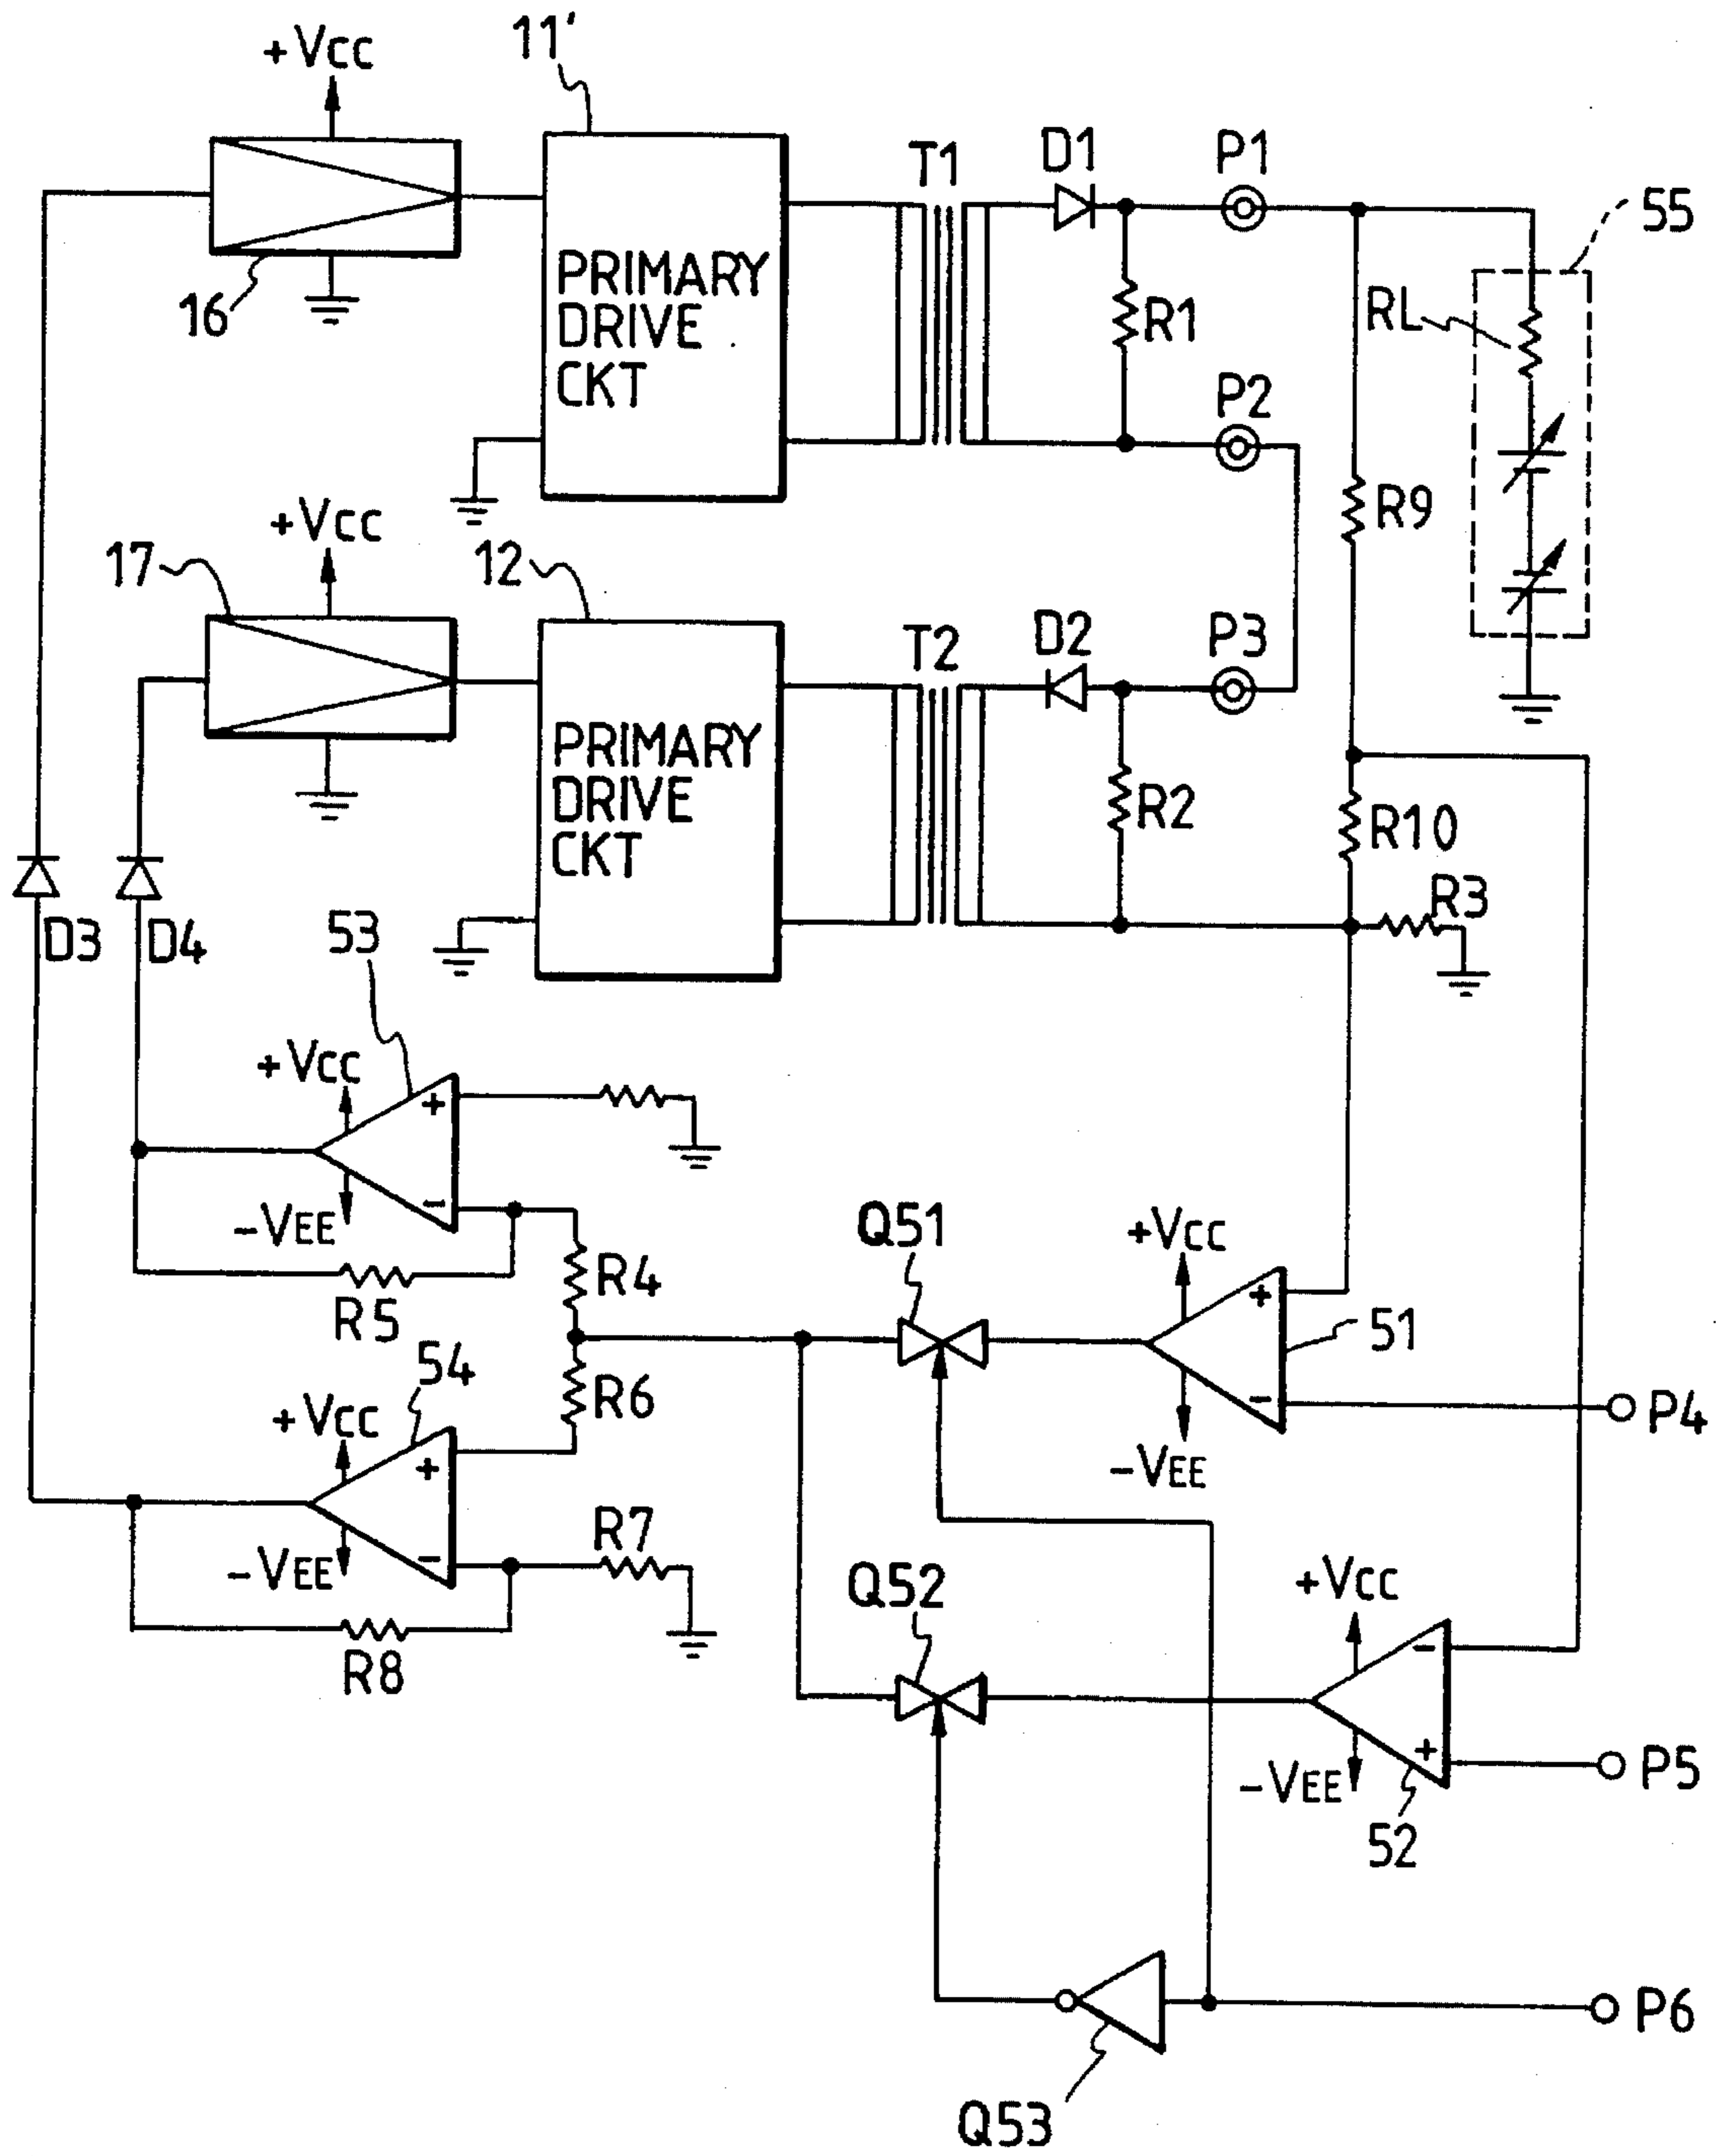 +VCC
11'
T1
D1
P1
55
16
PRIMARY
DRIVE
CKT
R1
RL
P2
+VCC
17
12
R9
T2
D2
P3
PRIMARY
DRIVE
CKT
R2
R10
R3
D3
D4
53
+VCC
+
-
-VEE
Q51
+VCC
R4
R5
+
-
51
54
R6
P4
+VCC
-VEE
+
-
R7
-VEE
Q52
+VCC
R8
-
+
-VEE
P5
52
P6
Q53